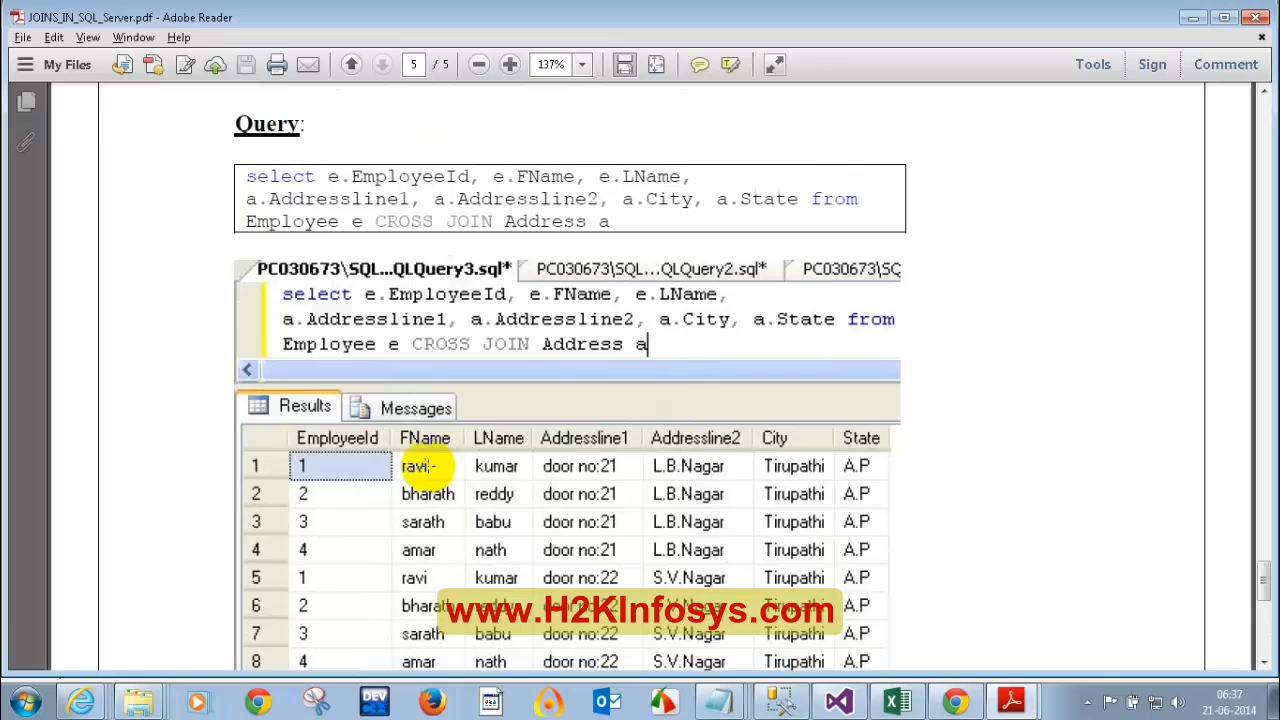 JOINS_IN_SQL_Server.pdf - Adobe Reader
File Edit View Window Help
My Files 5 / 5 137% Tools Sign Comment
Query:
select e.EmployeeId, e.FName, e.LName,
a.Addressline1, a.Addressline2, a.City, a.State from
Employee e CROSS JOIN Address a
PC030673\SQL...QLQuery3.sql* PC030673\SQL...QLQuery2.sql* PC030673\SQ
select e.EmployeeId, e.FName, e.LName,
a.Addressline1, a.Addressline2, a.City, a.State from
Employee e CROSS JOIN Address a
Results Messages
EmployeeId FName LName Addressline1 Addressline2 City State
1 1 ravi kumar door no:21 L.B.Nagar Tirupathi A.P
2 2 bharath reddy door no:21 L.B.Nagar Tirupathi A.P
3 3 sarath babu door no:21 L.B.Nagar Tirupathi A.P
4 4 amar nath door no:21 L.B.Nagar Tirupathi A.P
5 1 ravi kumar door no:22 S.V.Nagar Tirupathi A.P
6 2 Tirupathi A.P
www.H2KInfosys.com
7 3 sarath babu door no:22 S.V.Nagar Tirupathi A.P
8 4 amar nath door no:22 S.V.Nagar Tirupathi A.P
DEV
06:37
21-06-2014